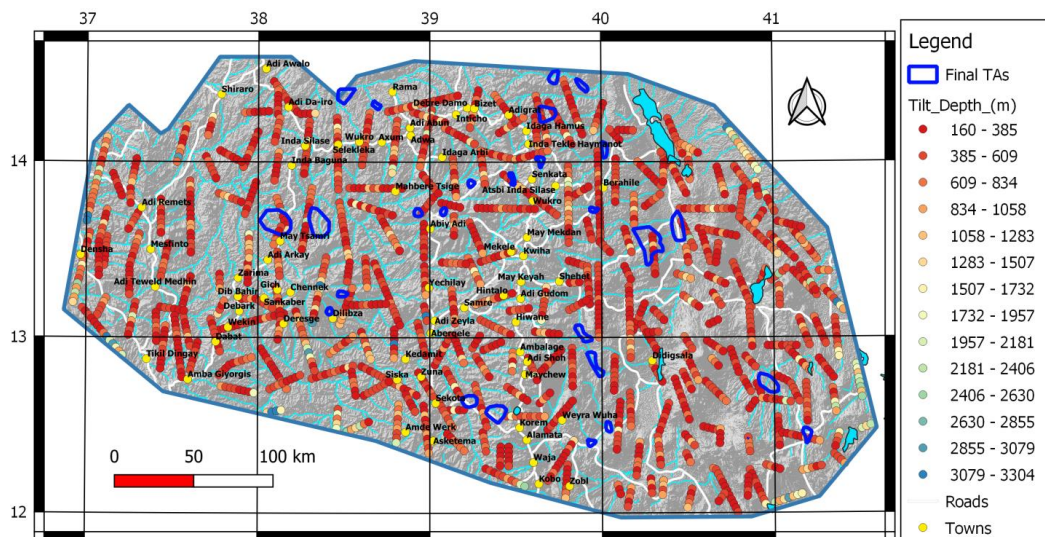 37 38 39 40 41
Legend
Final TAs
Tilt_Depth_(m)
160 - 385
385 - 609
609 - 834
834 - 1058
1058 - 1283
1283 - 1507
1507 - 1732
1732 - 1957
1957 - 2181
2181 - 2406
2406 - 2630
2630 - 2855
2855 - 3079
3079 - 3304
Roads
Towns
Adi Awalo
Shiraro
Rama
Adi Da-iro
Debre Damo
Bizet
Adigrat
Inticho
Adi Abun
Idaga Hamus
Inda Silase
Wukro
Axum
Adwa
Inda Tekle Haymanot
Selekleka
14
Idaga Arbi
Inda Baguna
Senkata
Mahbere Tsige
Atsbi Inda Silase
Berahile
Adi Remets
Wukro
Abiy Adi
May Tsamri
May Mekdan
Densha
Mesfinto
Mekele
Kwiha
Adi Arkay
Zarima
Adi Teweld Medhin
Gich
Chennek
Yechilay
May Keyah
Shehet
Dib Bahir
Sankaber
Hintalo
Adi Gudom
Debark
Samre
Deresge
Dilibza
Wekin
Adi Zeyla
Hiwane
13
Dabat
Abergele
Ambalage
Tikil Dingay
Kedamit
Adi Shoh
Didigsala
Amba Giyorgis
Siska
Zuna
Maychew
Sekota
Weyra Wuha
Amde Werk
Korem
Asketema
Alamata
Waja
Kobo
Zobl
0 50 100 km
12